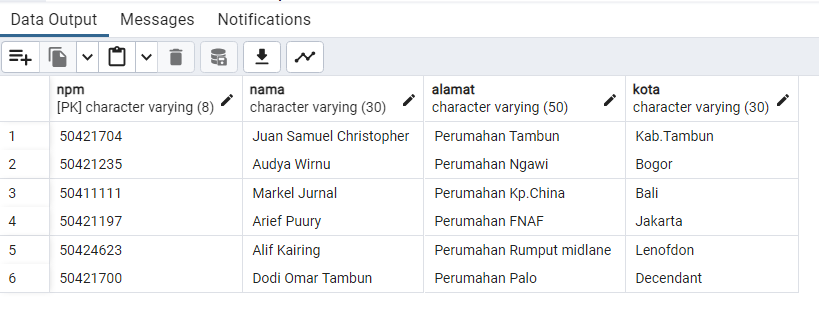 Data Output Messages Notifications
npm nama alamat kota
[PK] character varying (8) character varying (30) character varying (50) character varying (30)
1 50421704 Juan Samuel Christopher Perumahan Tambun Kab.Tambun
2 50421235 Audya Wirnu Perumahan Ngawi Bogor
3 50411111 Markel Jurnal Perumahan Kp.China Bali
4 50421197 Arief Puury Perumahan FNAF Jakarta
5 50424623 Alif Kairing Perumahan Rumput midlane Lenofdon
6 50421700 Dodi Omar Tambun Perumahan Palo Decendant